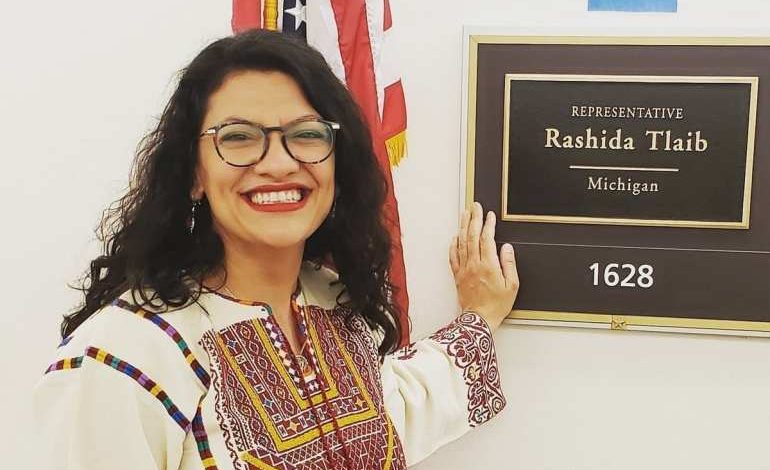 REPRESENTATIVE
Rashida Tlaib
Michigan
1628